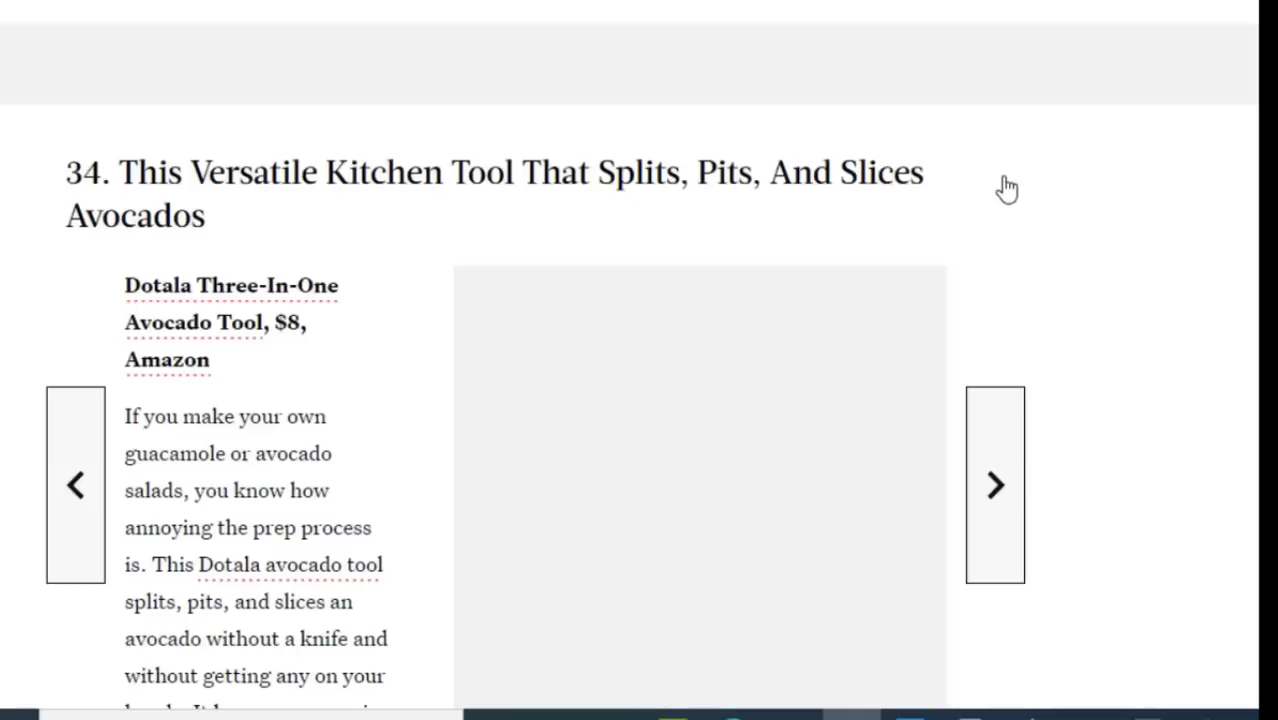 34. This Versatile Kitchen Tool That Splits, Pits, And Slices
Avocados
Dotala Three-In-One
Avocado Tool, $8,
Amazon
If you make your own
guacamole or avocado
salads, you know how
annoying the prep process
is. This Dotala avocado tool
splits, pits, and slices an
avocado without a knife and
without getting any on your